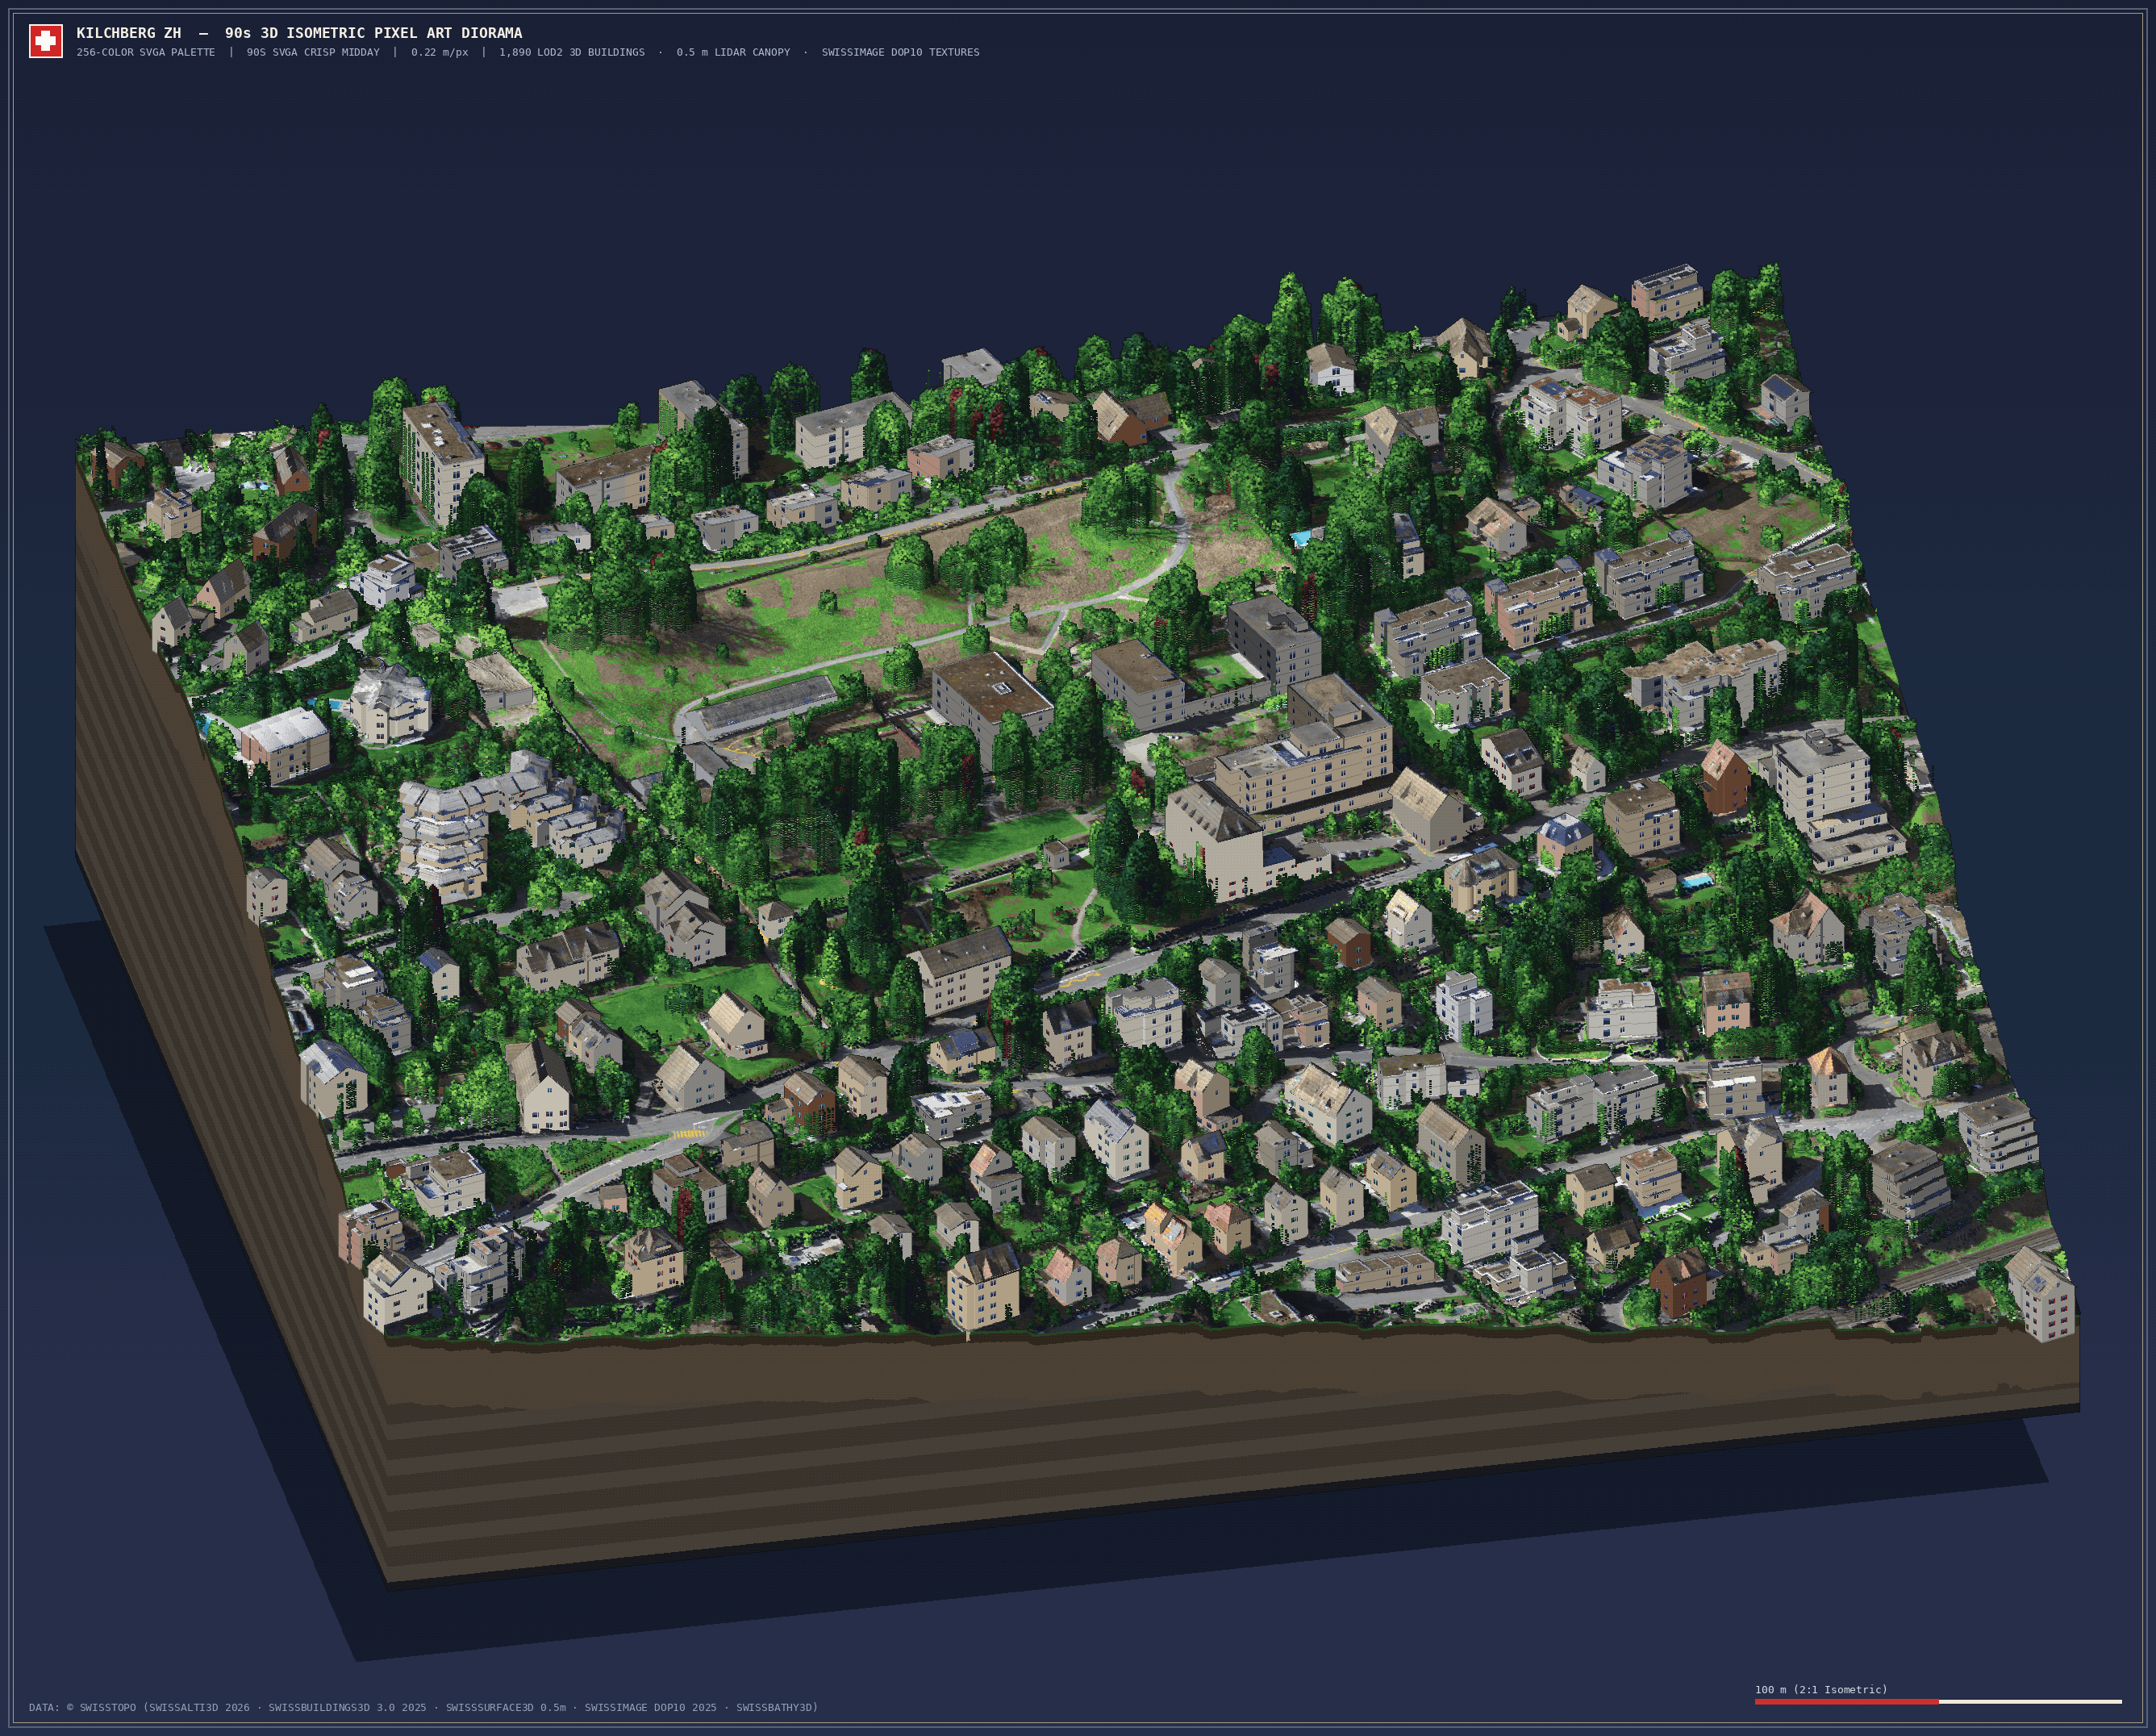 KILCHBERG ZH — 90s 3D ISOMETRIC PIXEL ART DIORAMA
256-COLOR SVGA PALETTE | 90S SVGA CRISP MIDDAY | 0.22 m/px | 1,890 LOD2 3D BUILDINGS · 0.5 m LIDAR CANOPY · SWISSIMAGE DOP10 TEXTURES
100 m (2:1 Isometric)
DATA: © SWISSTOPO (SWISSALTI3D 2026 · SWISSBUILDINGS3D 3.0 2025 · SWISSSURFACE3D 0.5m · SWISSIMAGE DOP10 2025 · SWISSBATHY3D)